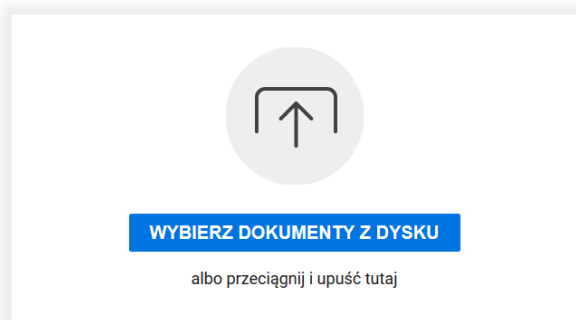 WYBIERZ DOKUMENTY Z DYSKU
albo przeciągnij i upuść tutaj